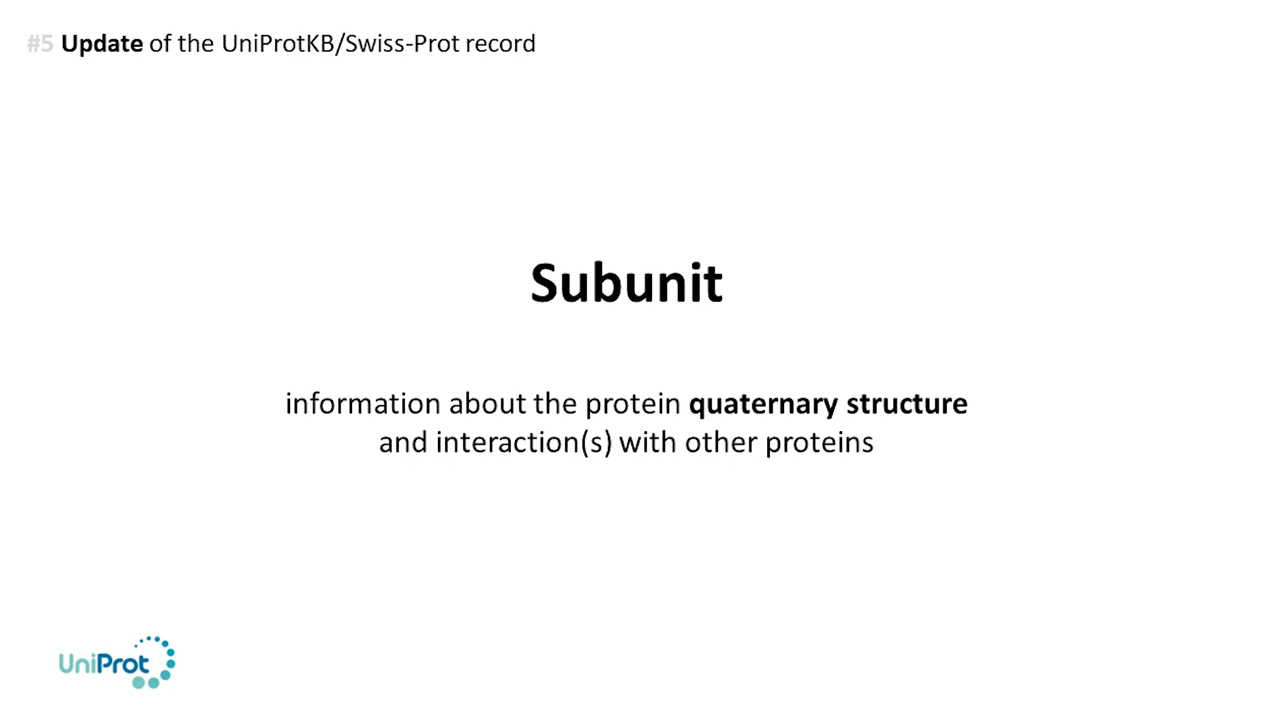 #5 Update of the UniProtKB/Swiss-Prot record
Subunit
information about the protein quaternary structure
and interaction(s) with other proteins
UniProt